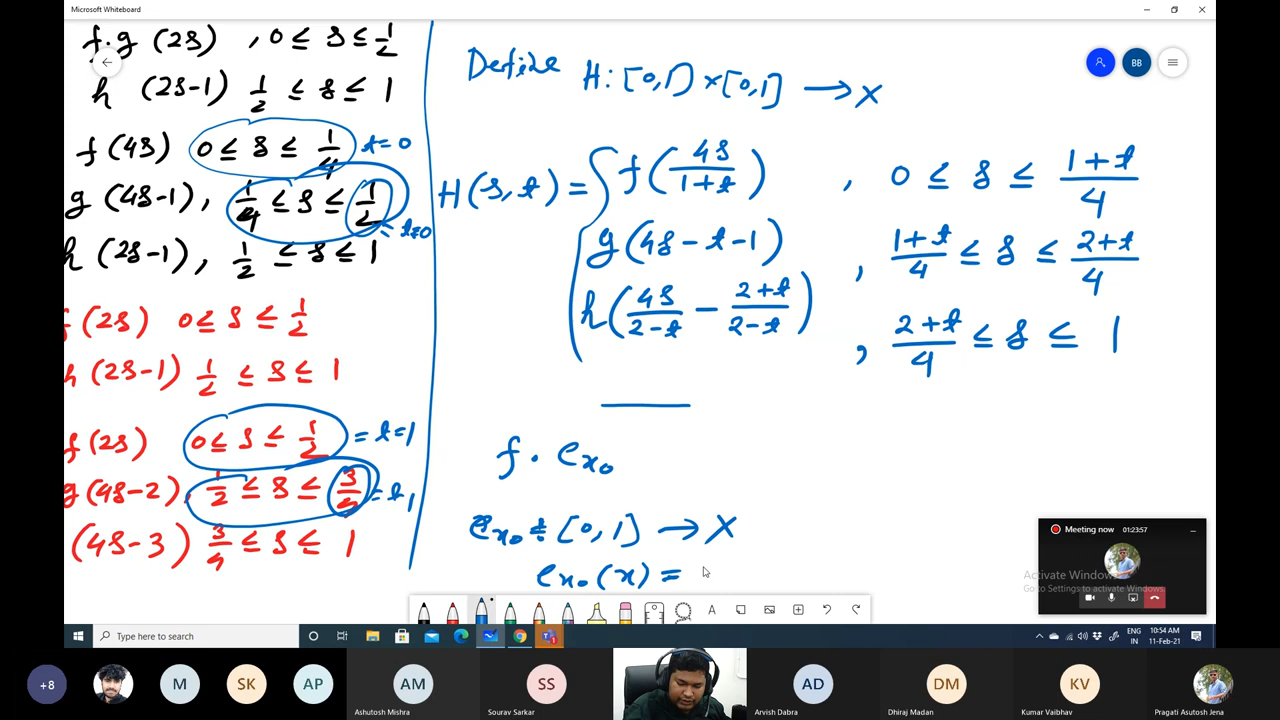 Microsoft Whiteboard
f.g (2s) , 0 ≤ s ≤ 1/2
h (2s-1) 1/2 ≤ s ≤ 1
f (4s) 0 ≤ s ≤ 1/4 t=0
g (4s-1), 1/4 ≤ s ≤ 1/2 = t=0
h (2s-1), 1/2 ≤ s ≤ 1
f (2s) 0 ≤ s ≤ 1/2
h (2s-1) 1/2 ≤ s ≤ 1
f(2s) 0 ≤ s ≤ 1/2 = t=1
g(4s-2), 1/2 ≤ s ≤ 3/4 = t,
(4s-3) 3/4 ≤ s ≤ 1
Define H: [0,1] × [0,1] → X
H(s,t) = { f(4s/(1+t)) , 0 ≤ s ≤ (1+t)/4
g(4s-t-1) , (1+t)/4 ≤ s ≤ (2+t)/4
h(4s/(2-t) - (2+t)/(2-t)) , (2+t)/4 ≤ s ≤ 1
f . e_{x_0}
e_{x_0} : [0,1] → X
e_{x_0}(x) =
BB
Meeting now
01:23:57
Activate Windows
Go to Settings to activate Windows.
A
Type here to search
ENG
IN
10:54 AM
11-Feb-21
+8
M
SK
AP
AM
Ashutosh Mishra
SS
Sourav Sarkar
AD
Arvish Dabra
DM
Dhiraj Madan
KV
Kumar Vaibhav
Pragati Asutosh Jena